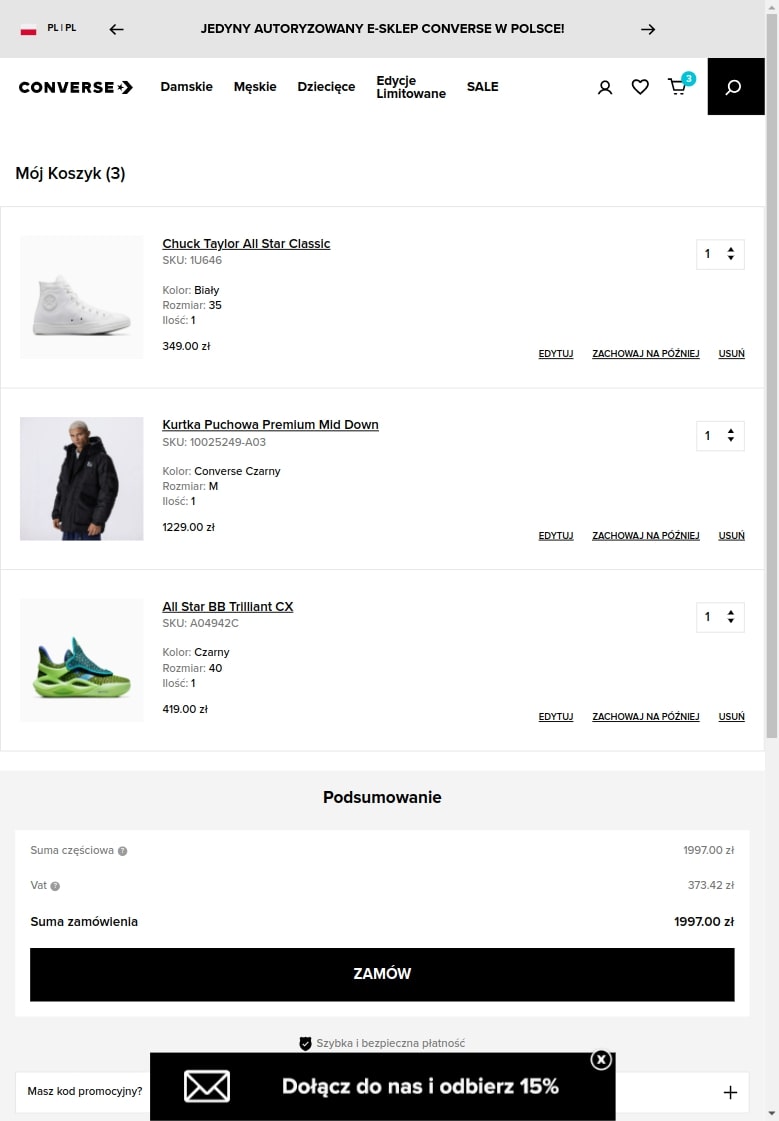 PL | PL
JEDYNY AUTORYZOWANY E-SKLEP CONVERSE W POLSCE!
CONVERSE
Damskie
Męskie
Dziecięce
Edycje
Limitowane
SALE
3
Mój Koszyk (3)
Chuck Taylor All Star Classic
SKU: 1U646
1
Kolor: Biały
Rozmiar: 35
Ilość: 1
349.00 zł
EDYTUJ ZACHOWAJ NA PÓŹNIEJ USUŃ
Kurtka Puchowa Premium Mid Down
SKU: 10025249-A03
1
Kolor: Converse Czarny
Rozmiar: M
Ilość: 1
1229.00 zł
EDYTUJ ZACHOWAJ NA PÓŹNIEJ USUŃ
All Star BB Trilliant CX
SKU: A04942C
1
Kolor: Czarny
Rozmiar: 40
Ilość: 1
419.00 zł
EDYTUJ ZACHOWAJ NA PÓŹNIEJ USUŃ
Podsumowanie
Suma częściowa ? 1997.00 zł
Vat ? 373.42 zł
Suma zamówienia 1997.00 zł
ZAMÓW
Szybka i bezpieczna płatność
Masz kod promocyjny?
Dołącz do nas i odbierz 15%